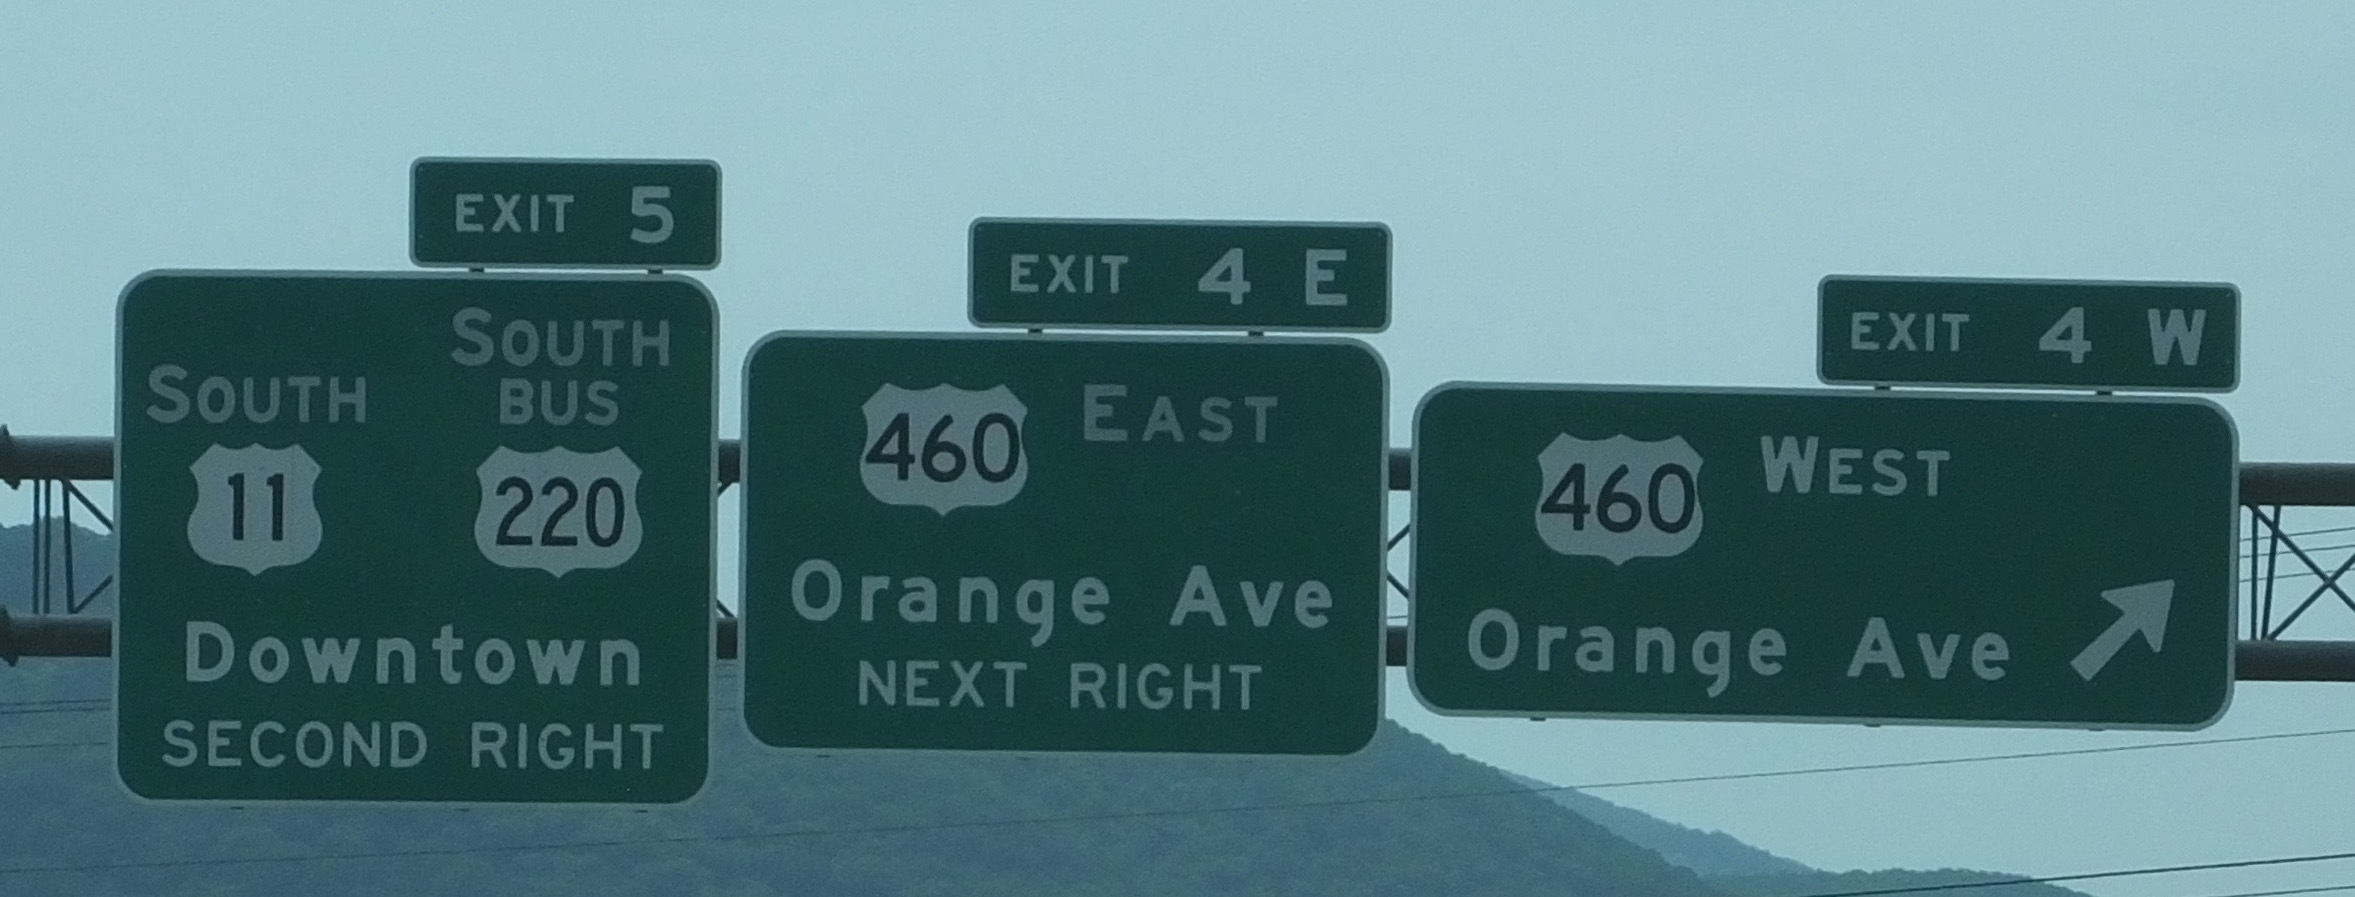 EXIT 5
SOUTH
SOUTH
BUS
11
220
Downtown
SECOND RIGHT
EXIT 4 E
460 EAST
Orange Ave
NEXT RIGHT
EXIT 4 W
460 WEST
Orange Ave